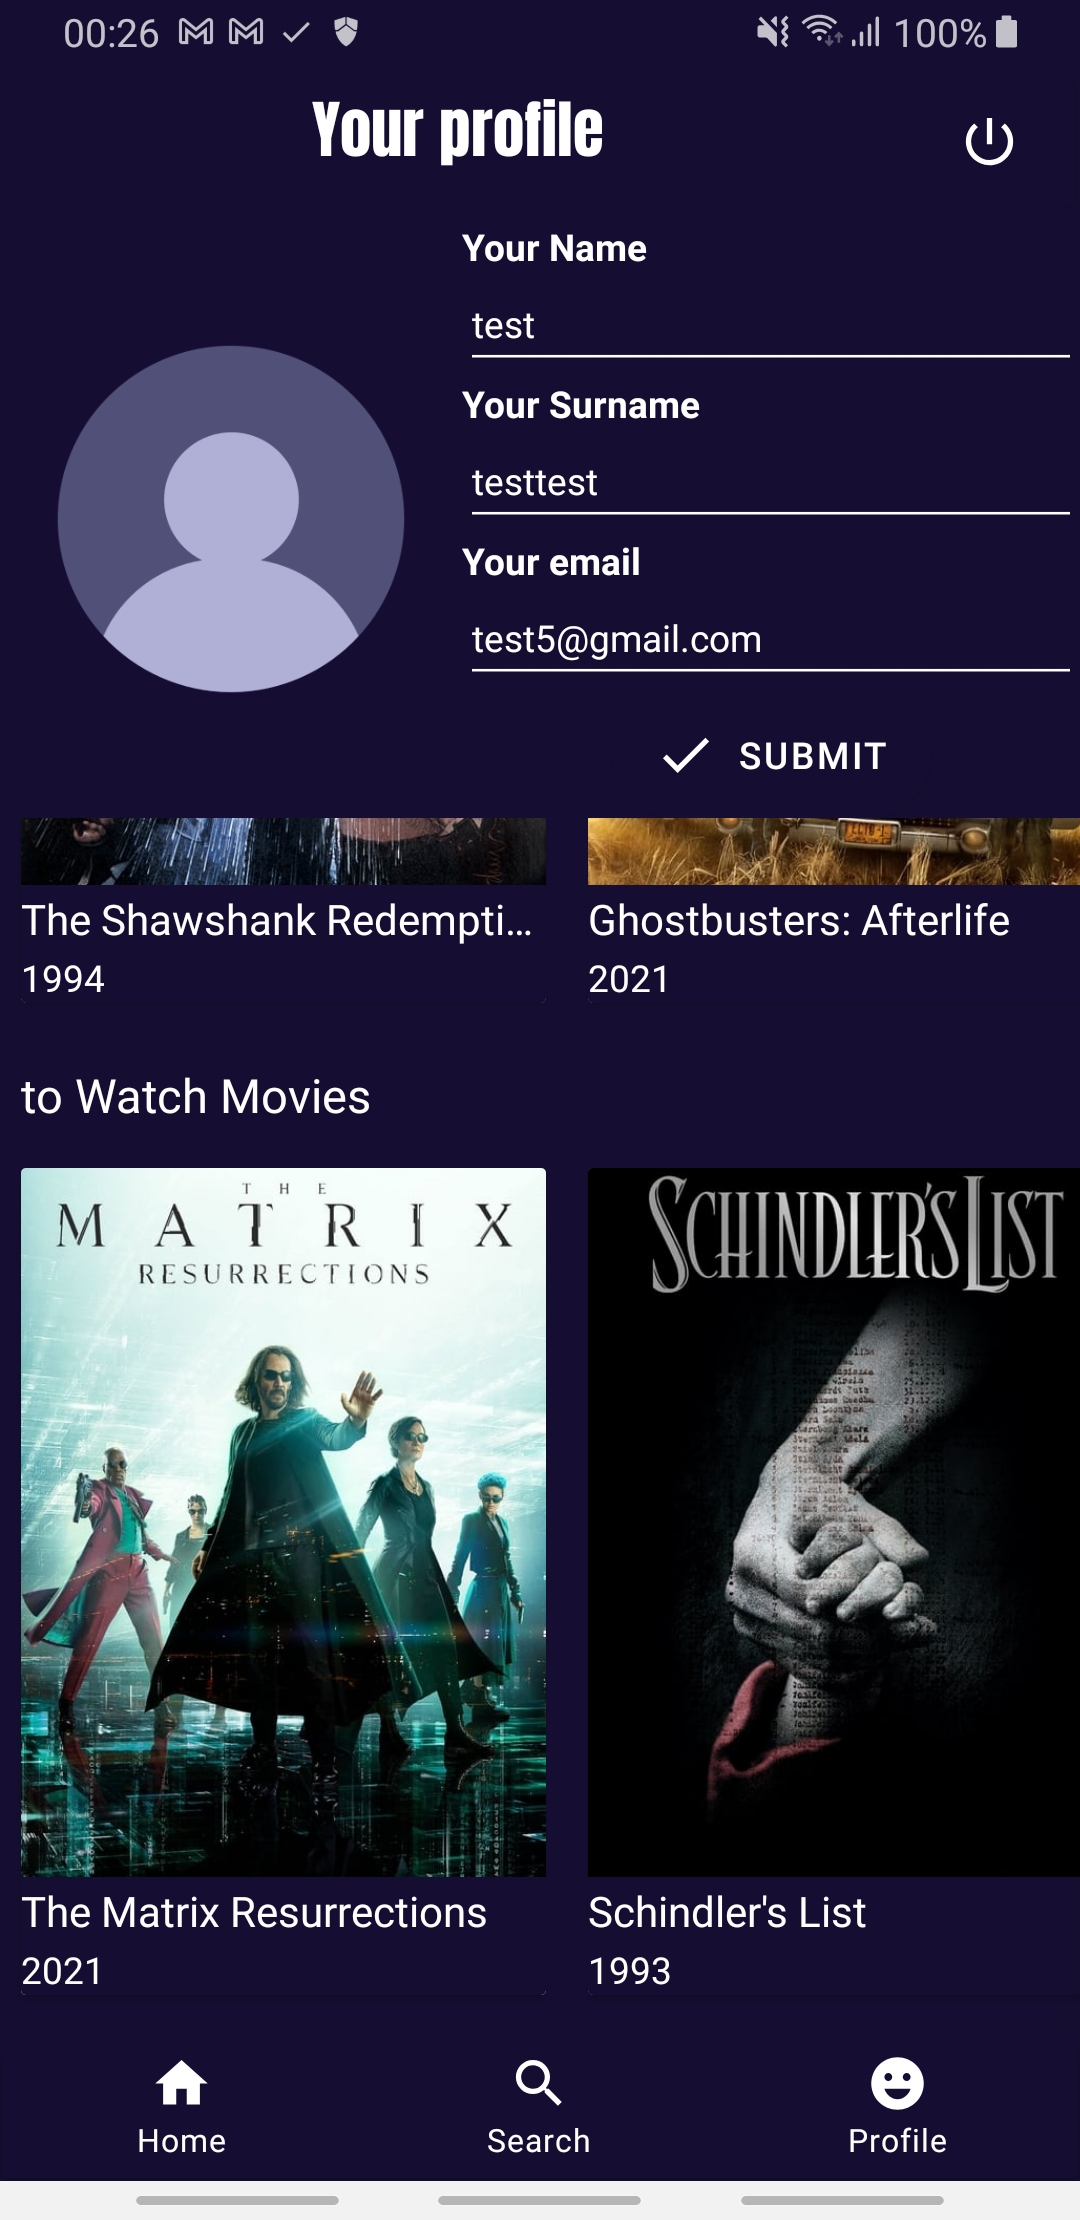 00:26
100%
Your profile
Your Name
test
Your Surname
testtest
Your email
test5@gmail.com
SUBMIT
The Shawshank Redempti... Ghostbusters: Afterlife
1994 2021
to Watch Movies
THE
MATRIX
RESURRECTIONS
SCHINDLER'S LIST
The Matrix Resurrections Schindler's List
2021 1993
Home Search Profile